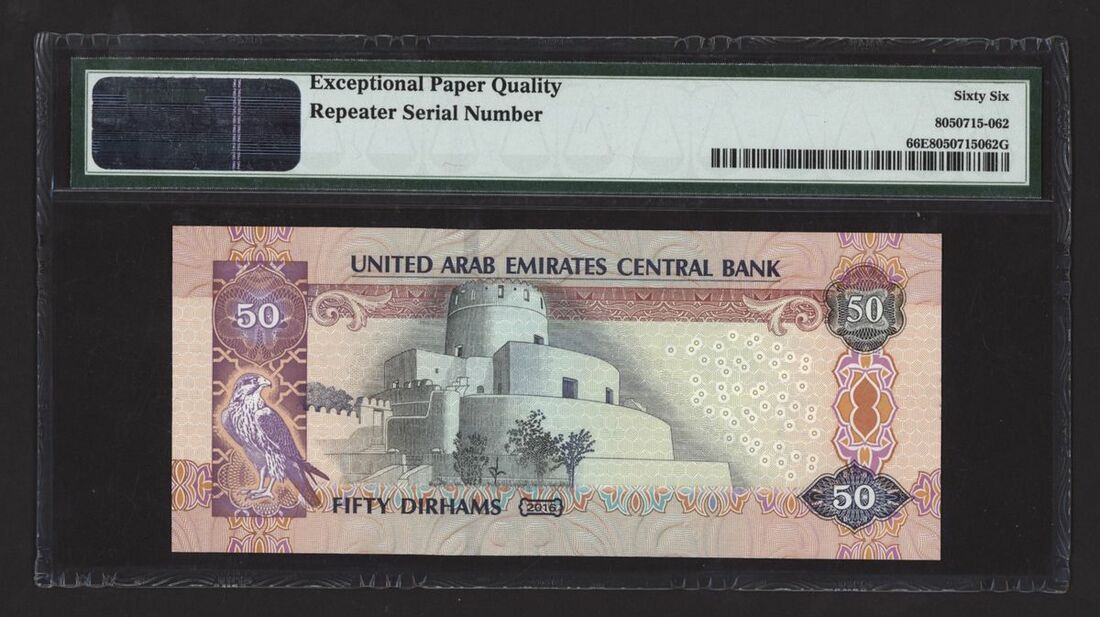 Exceptional Paper Quality
Repeater Serial Number
Sixty Six
8050715-062
66E8050715062G
UNITED ARAB EMIRATES CENTRAL BANK
50
50
FIFTY DIRHAMS 2016
50